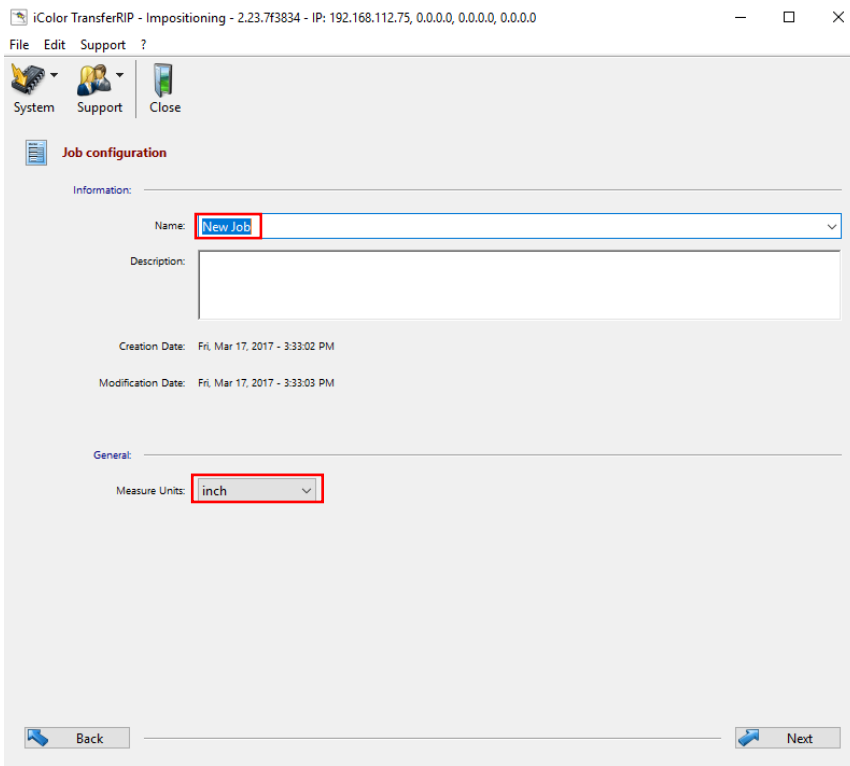 iColor TransferRIP - Impositioning - 2.23.7f3834 - IP: 192.168.112.75, 0.0.0.0, 0.0.0.0, 0.0.0.0
File Edit Support ?
System Support Close
Job configuration
Information:
Name: New Job
Description:
Creation Date: Fri, Mar 17, 2017 - 3:33:02 PM
Modification Date: Fri, Mar 17, 2017 - 3:33:03 PM
General:
Measure Units: inch
Back Next